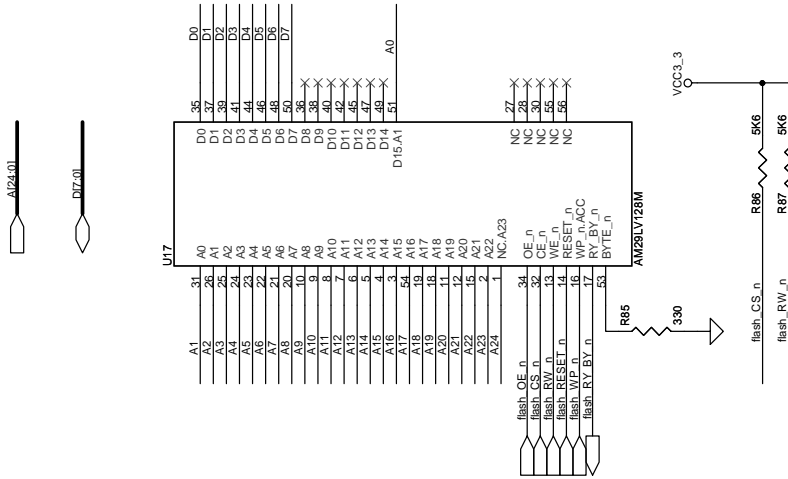 A[24:0]
D[7:0]
U17
A1 31 A0 D0 35 D0
A2 26 A1 D1 37 D1
A3 25 A2 D2 39 D2
A4 24 A3 D3 41 D3
A5 23 A4 D4 44 D4
A6 22 A5 D5 46 D5
A7 21 A6 D6 48 D6
A8 20 A7 D7 50 D7
A9 10 A8 D8 36
A10 9 A9 D9 38
A11 8 A10 D10 40
A12 7 A11 D11 42
A13 6 A12 D12 45
A14 5 A13 D13 47
A15 4 A14 D14 49
A16 3 A15 D15.A1 51 A0
A17 54 A16
A18 19 A17
A19 18 A18
A20 11 A19
A21 12 A20
A22 15 A21
A23 2 A22
A24 1 NC.A23
NC 27
flash_OE_n 34 OE_n NC 28
flash_CS_n 32 CE_n NC 30
flash_RW_n 13 WE_n NC 55
flash_RESET_n 14 RESET_n NC 56
flash_WP_n 16 WP_n.ACC
flash_RY_BY_n 17 RY_BY_n
53 BYTE_n
AM29LV128M
R85
330
VCC3_3
flash_CS_n R86 5K6
flash_RW_n R87 5K6